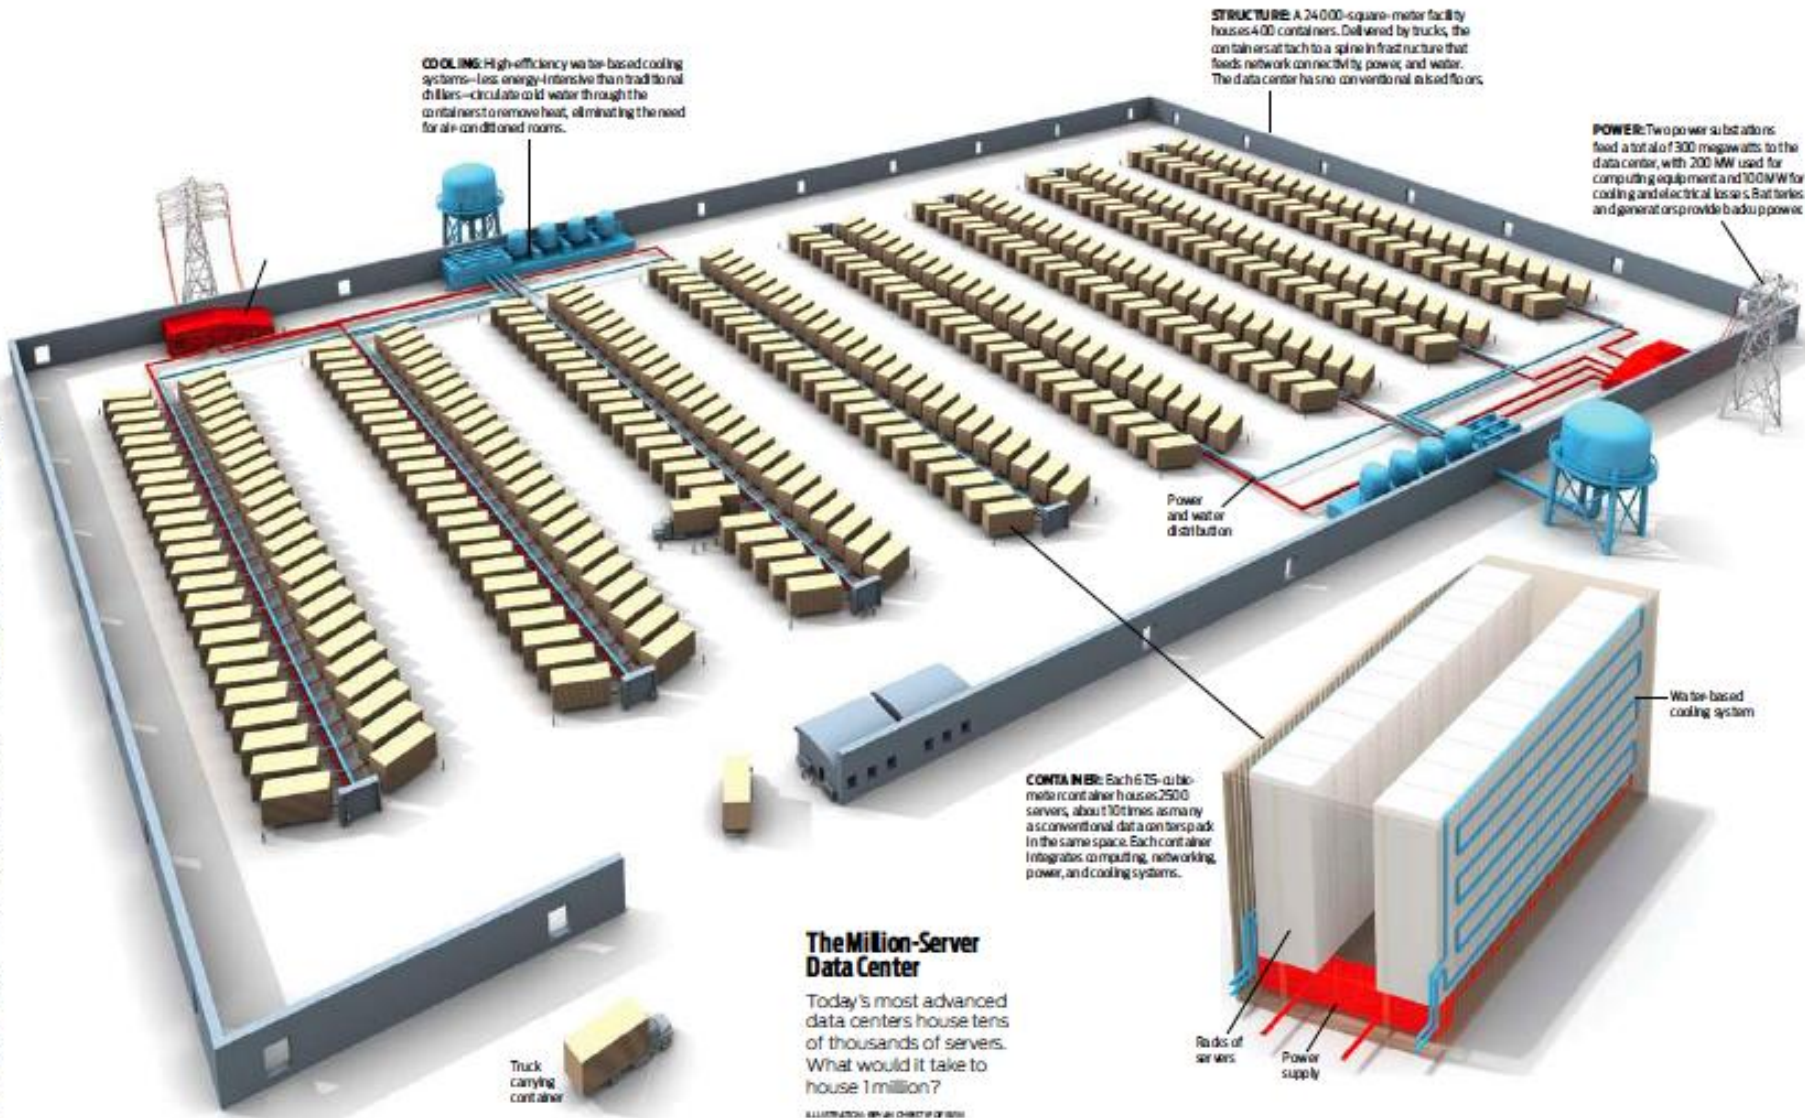 COOLING: High-efficiency water-based cooling
systems—less energy-intensive than traditional
chillers—circulate cold water through the
containers to remove heat, eliminating the need
for air-conditioned rooms.
STRUCTURE: A 24 000-square-meter facility
houses 400 containers. Delivered by trucks, the
containers attach to a spine infrastructure that
feeds network connectivity, power, and water.
The data center has no conventional raised floors.
POWER: Two power substations
feed a total of 300 megawatts to the
data center, with 200 MW used for
computing equipment and 100 MW for
cooling and electrical losses. Batteries
and generators provide backup power.
Power
and water
distribution
Water-based
cooling system
CONTAINER: Each 67.5-cubic-
meter container houses 2500
servers, about 10 times as many
as conventional data centers pack
in the same space. Each container
integrates computing, networking,
power, and cooling systems.
Racks of
servers
Power
supply
The Million-Server
Data Center
Today's most advanced
data centers house tens
of thousands of servers.
What would it take to
house 1 million?
Truck
carrying
container